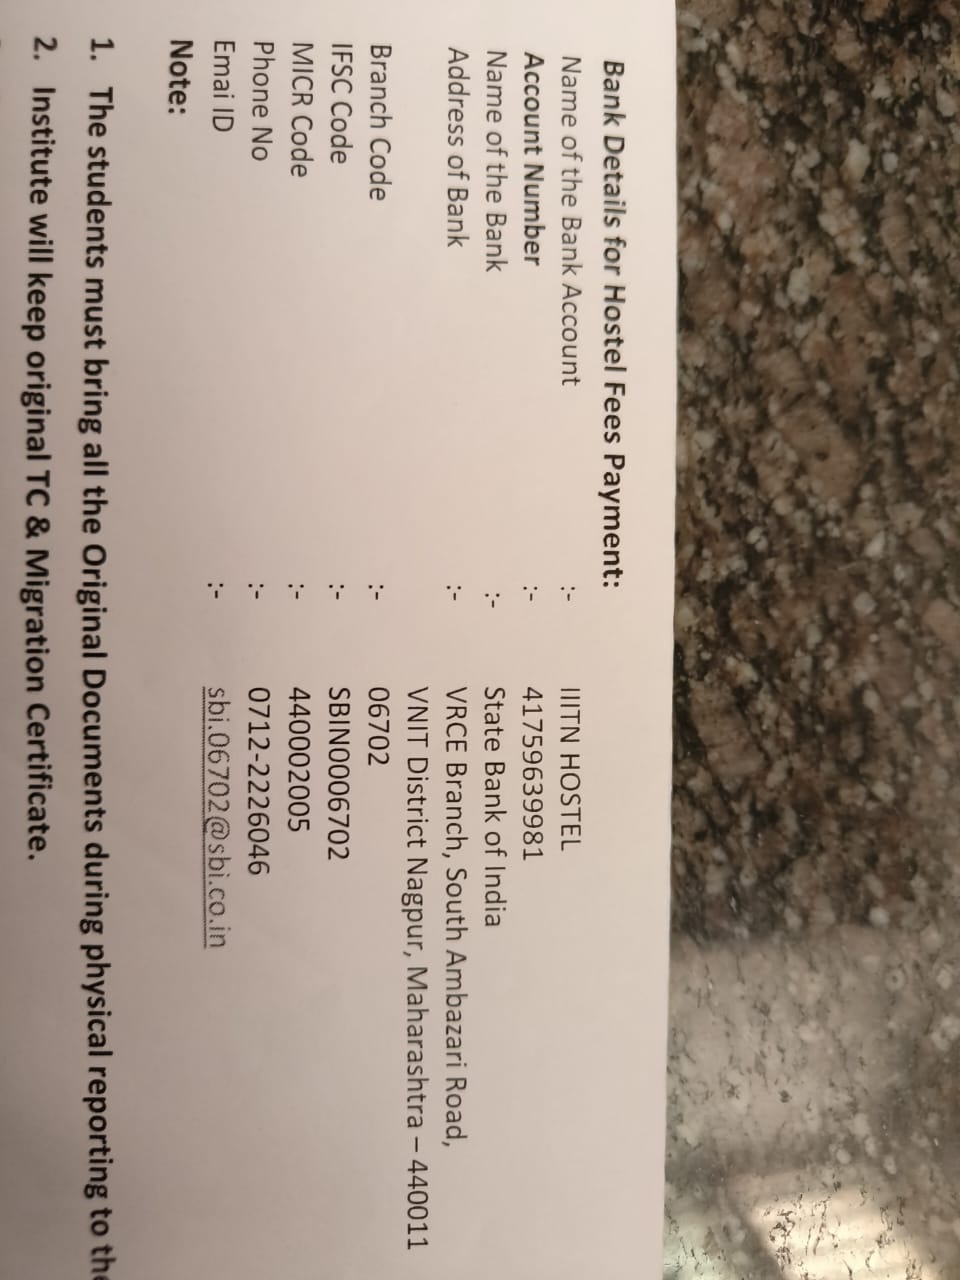 Bank Details for Hostel Fees Payment:
Name of the Bank Account :- IIITN HOSTEL
Account Number :- 41759639981
Name of the Bank :- State Bank of India
Address of Bank :- VRCE Branch, South Ambazari Road,
VNIT District Nagpur, Maharashtra – 440011
Branch Code :- 06702
IFSC Code :- SBIN0006702
MICR Code :- 440002005
Phone No :- 0712-2226046
Emai ID :- sbi.06702@sbi.co.in
Note:
1. The students must bring all the Original Documents during physical reporting to the
2. Institute will keep original TC & Migration Certificate.